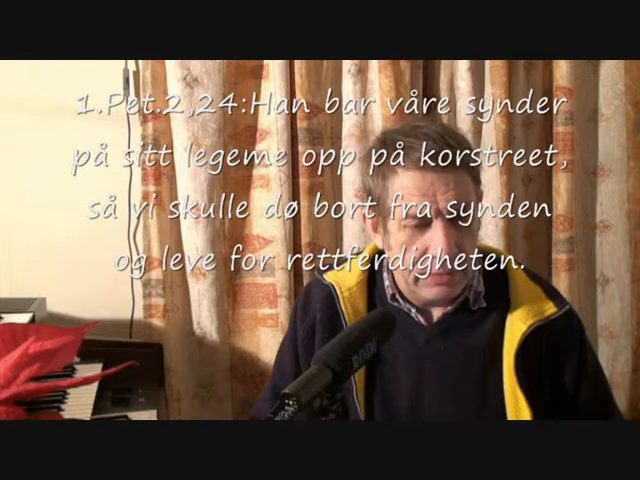 1.Pet.2,24:Han bar våre synder
på sitt legeme opp på korstreet,
så vi skulle dø bort fra synden
og leve for rettferdigheten.
RODE